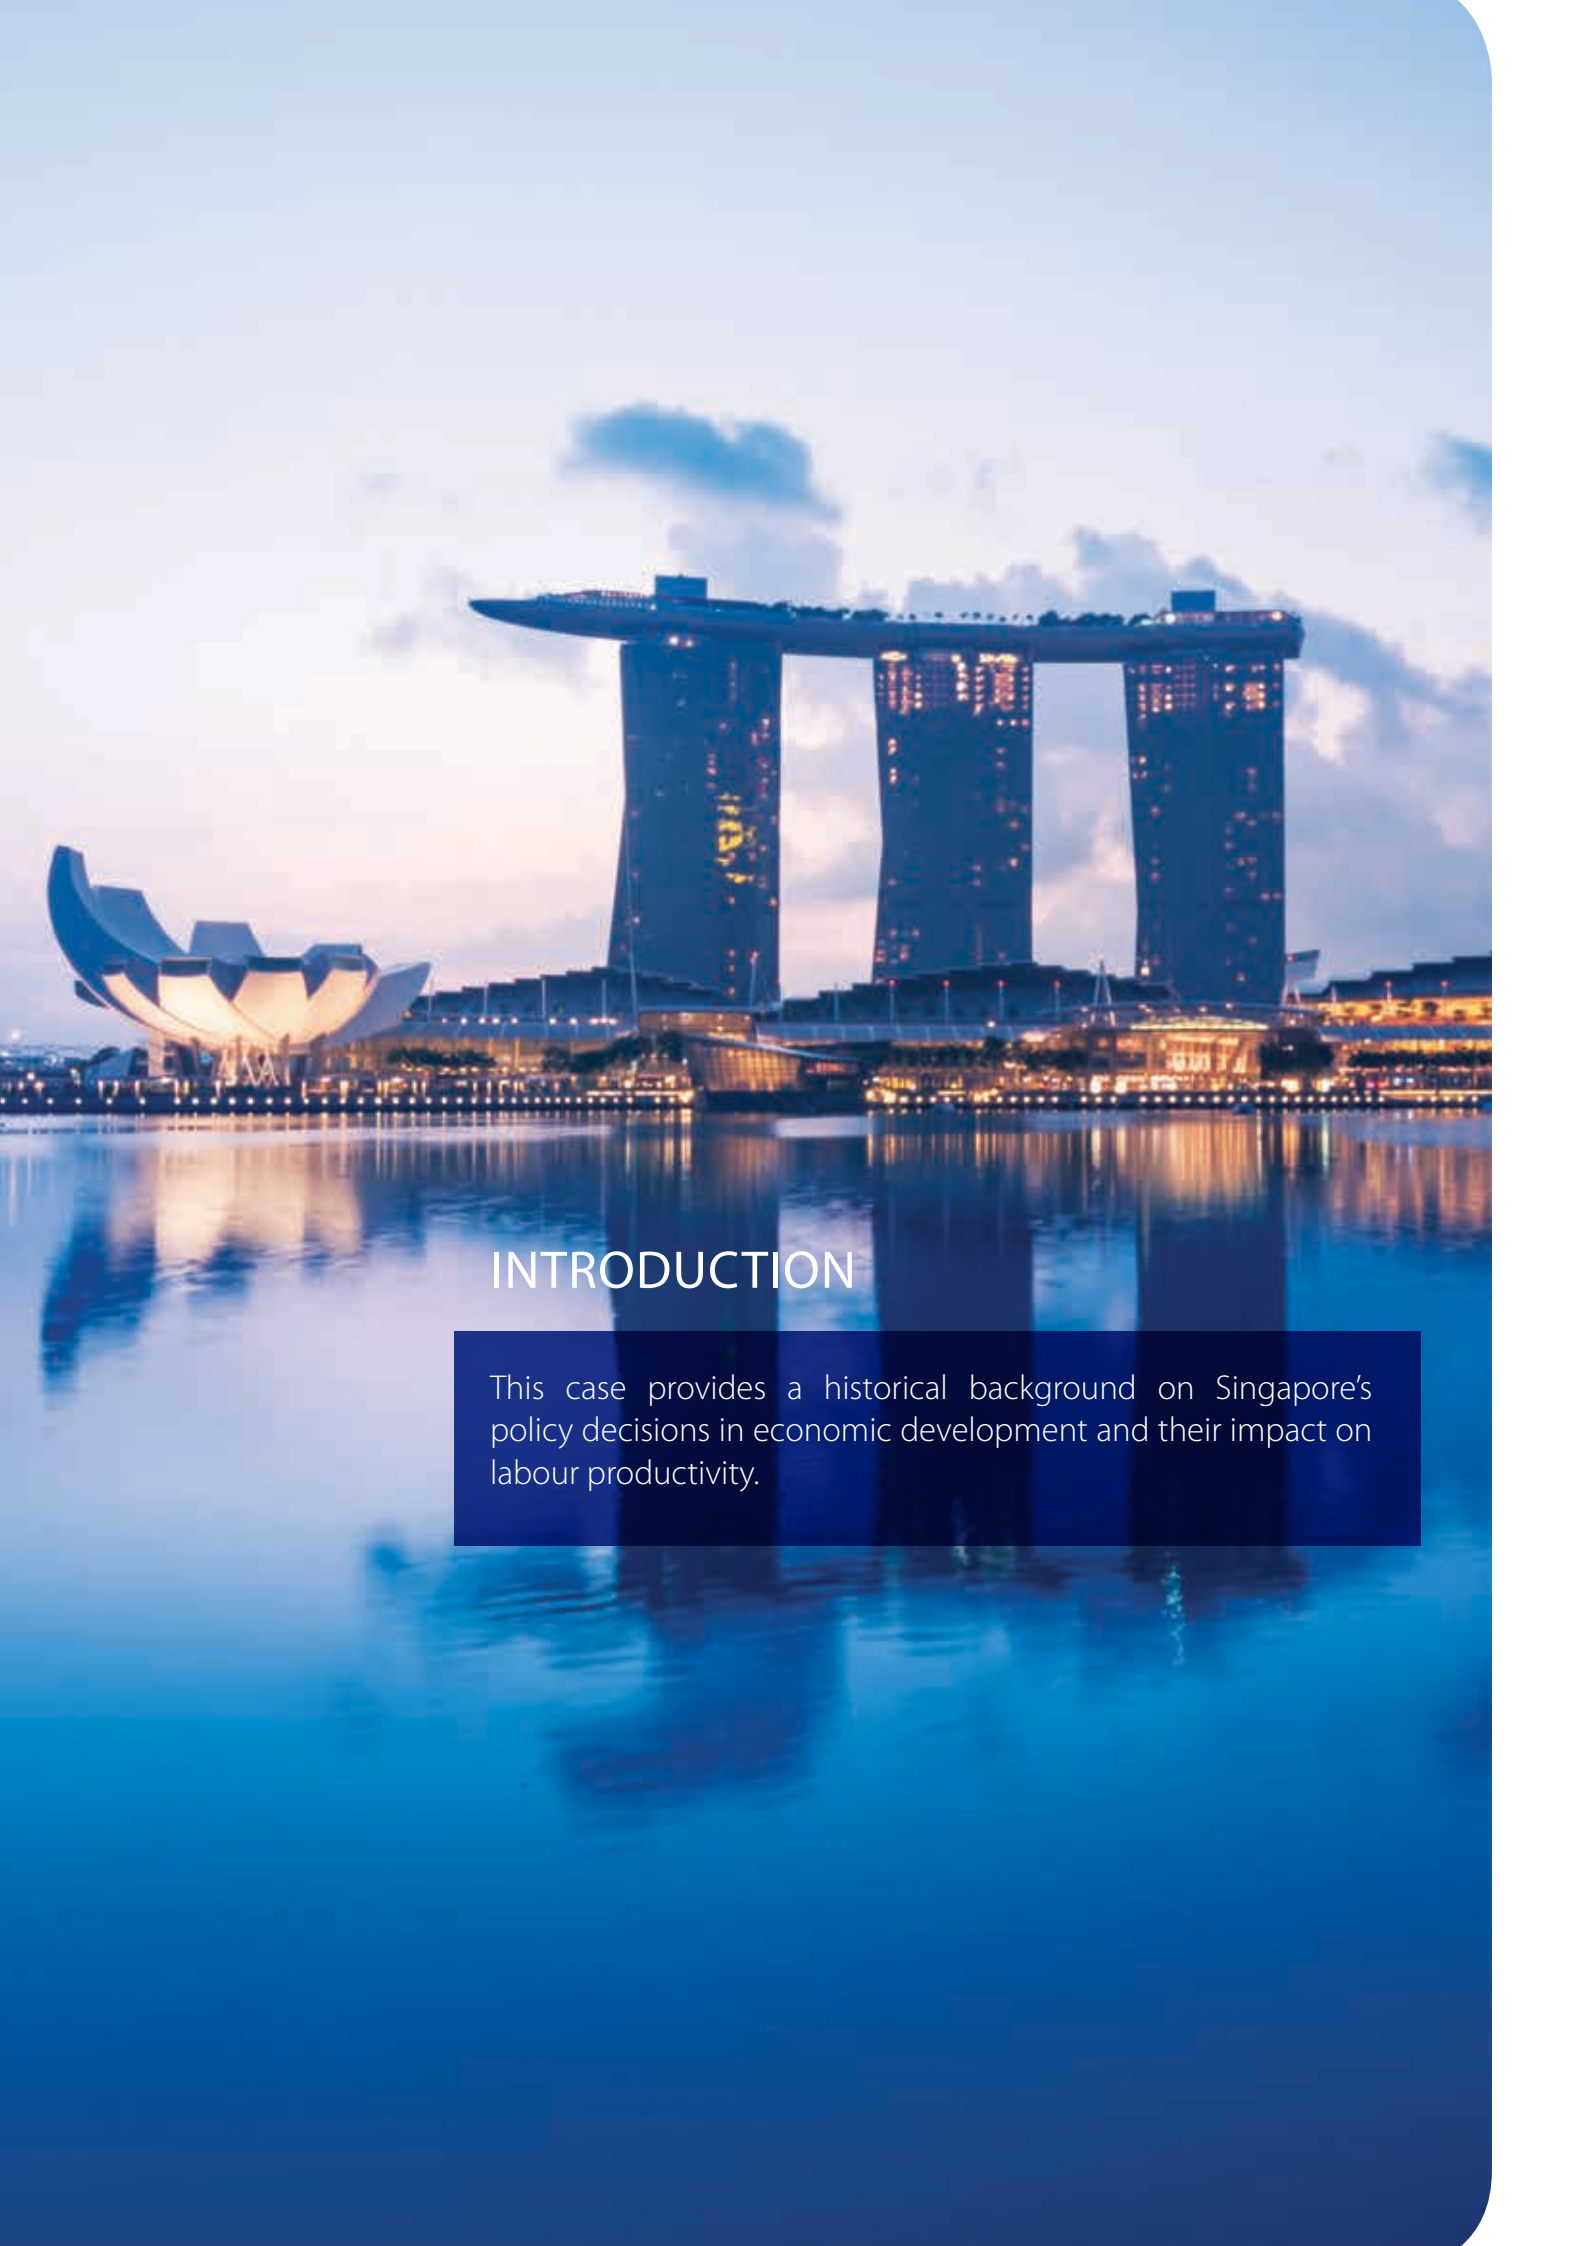 INTRODUCTION
This case provides a historical background on Singapore’s
policy decisions in economic development and their impact on
labour productivity.